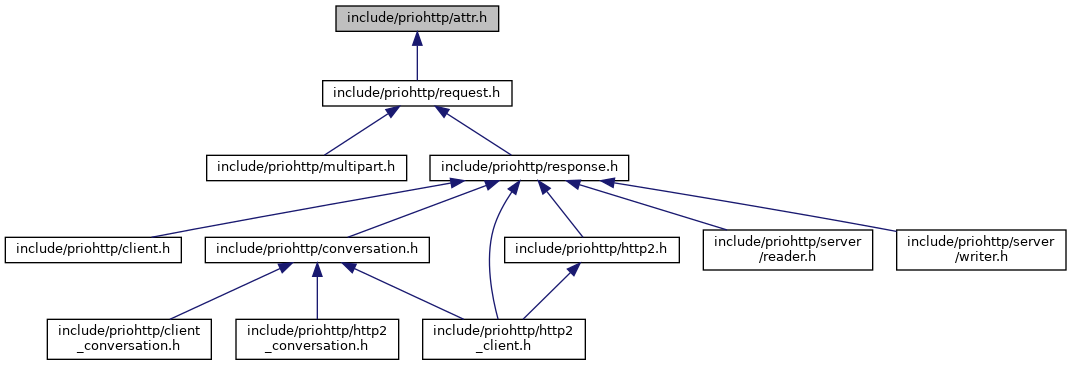 include/priohttp/attr.h
include/priohttp/request.h
include/priohttp/multipart.h
include/priohttp/response.h
include/priohttp/client.h
include/priohttp/conversation.h
include/priohttp/http2.h
include/priohttp/server
/reader.h
include/priohttp/server
/writer.h
include/priohttp/client
_conversation.h
include/priohttp/http2
_conversation.h
include/priohttp/http2
_client.h